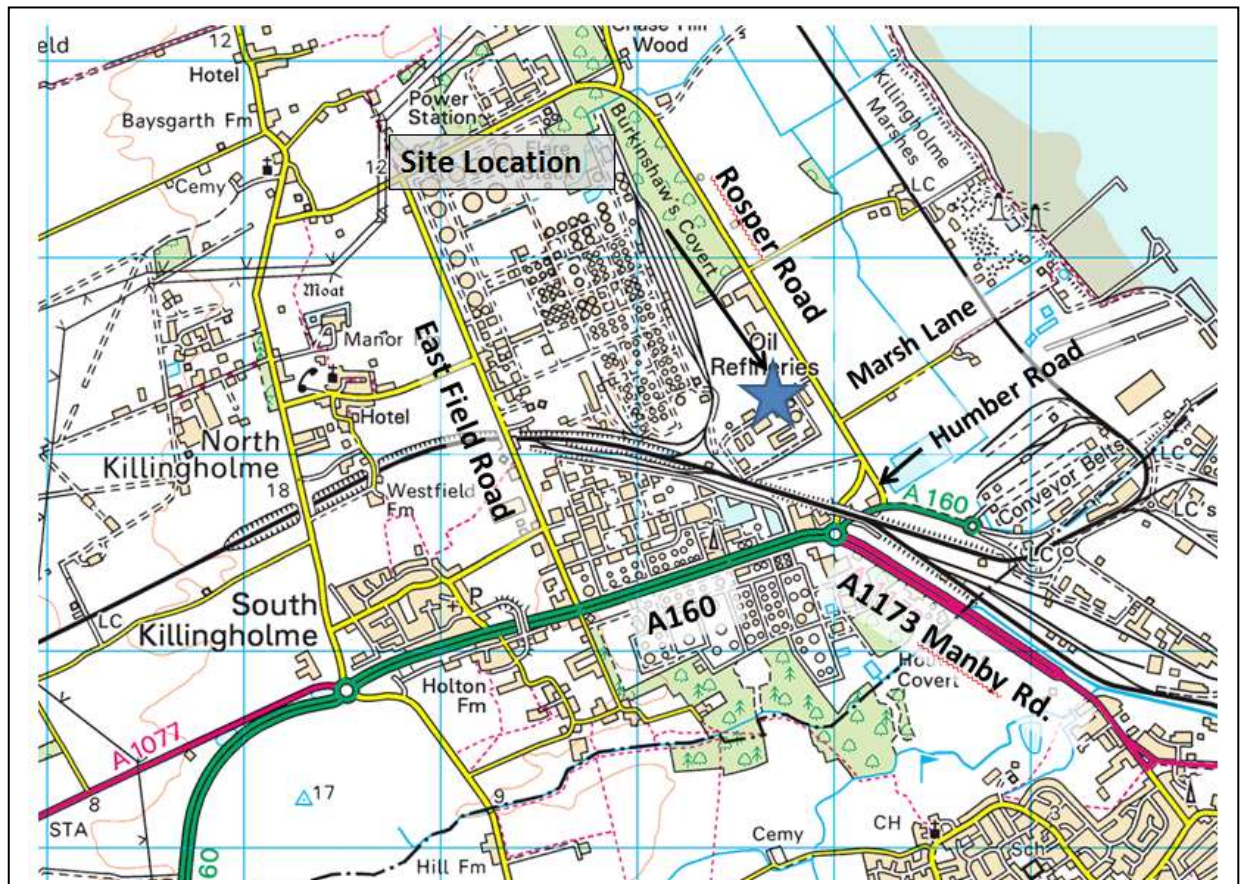 eld
12
Hotel
Wood
Power
Station
Baysgarth Fm
Burkinshaw's Covert
Killingholme
Marshes
Site Location
12
Cemy
LC
Rosper Road
Moat
Manor
East Field Road
Oil
Refineries
Marsh Lane
Humber Road
Hotel
North
Killingholme
18
Westfield
Fm
A 160
Conveyor Belts
LC
LC's
LC
P
South
Killingholme
LC
A160
A1173 Manby Rd.
Covert
Holton
Fm
A 1077
8
17
9
STA
Cemy
CH
Sch
60
Hill Fm